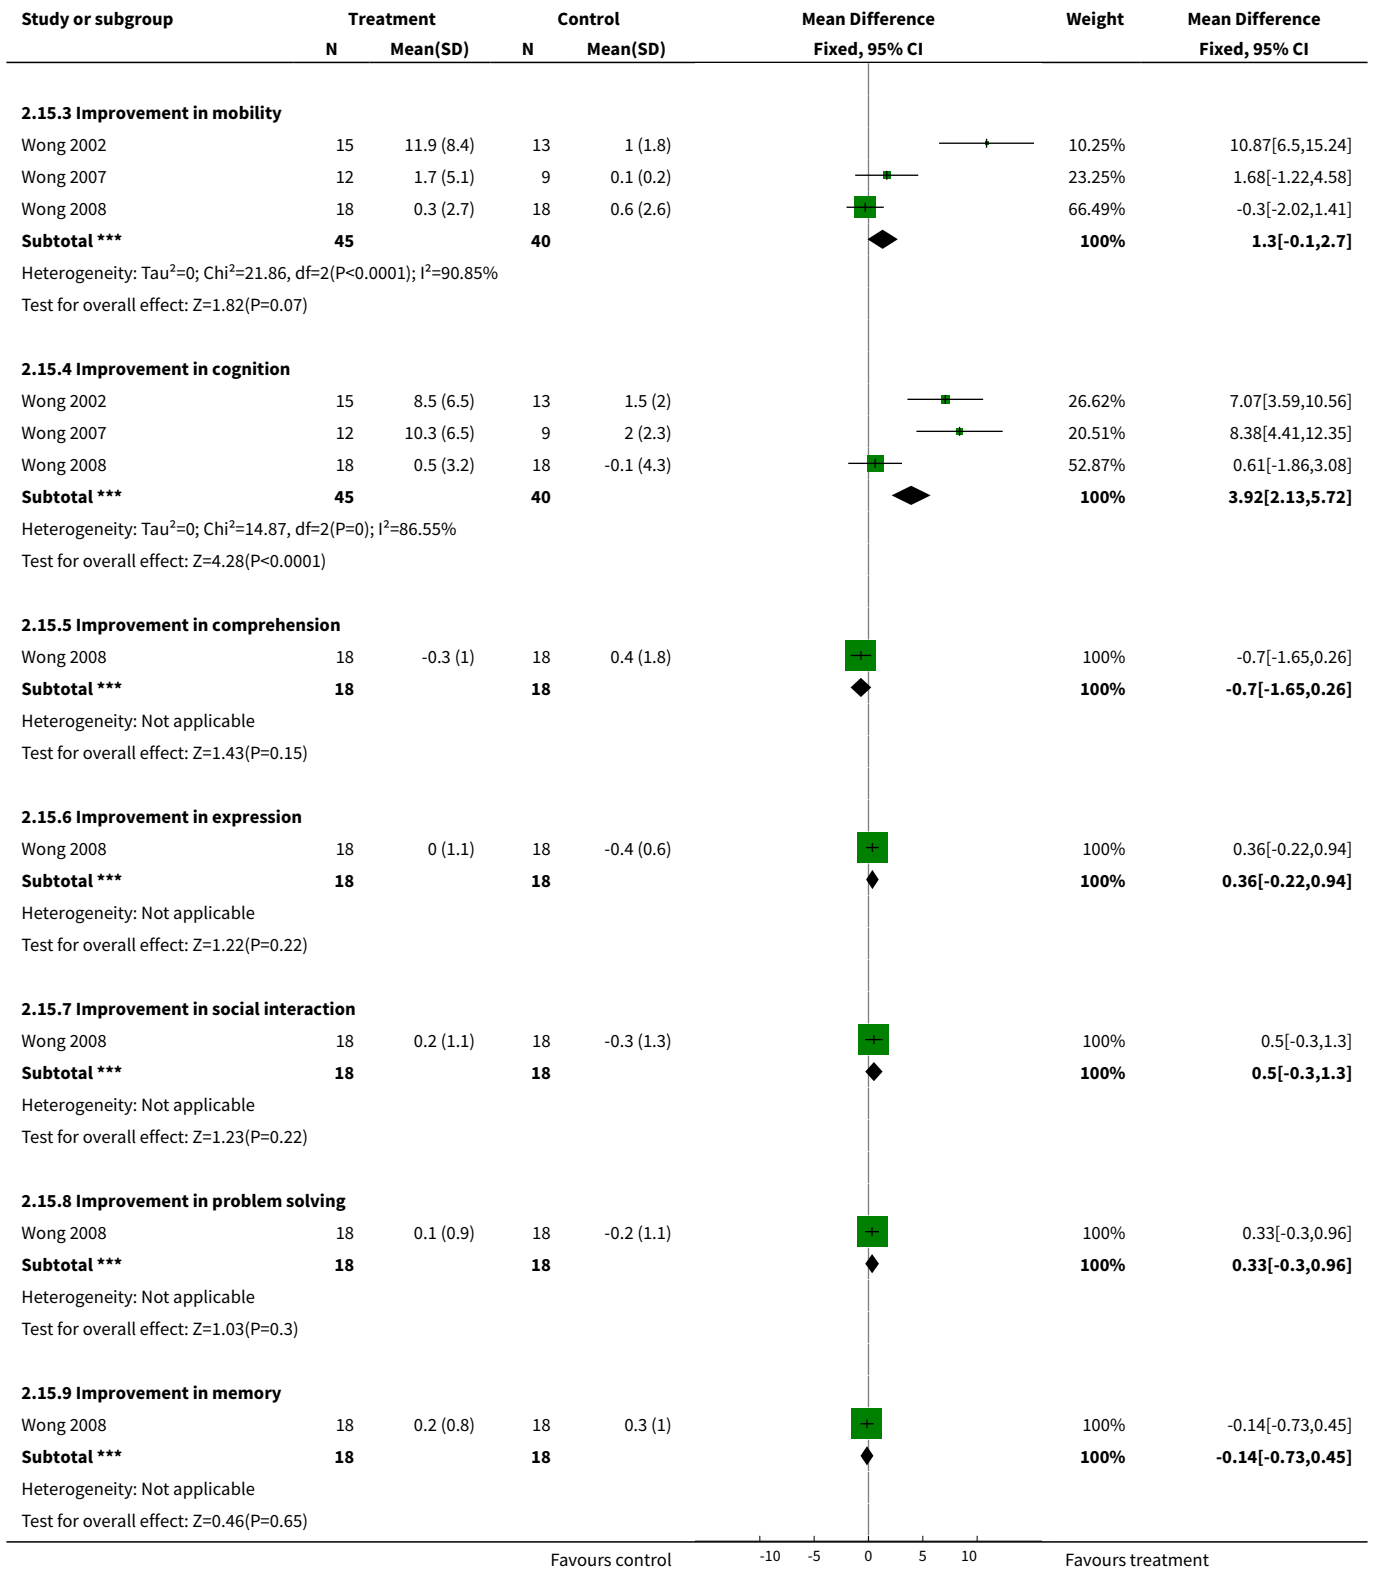 Study or subgroup Treatment Control Mean Difference Weight Mean Difference
N Mean(SD) N Mean(SD) Fixed, 95% CI Fixed, 95% CI
2.15.3 Improvement in mobility
Wong 2002 15 11.9 (8.4) 13 1 (1.8) 10.25% 10.87[6.5,15.24]
Wong 2007 12 1.7 (5.1) 9 0.1 (0.2) 23.25% 1.68[-1.22,4.58]
Wong 2008 18 0.3 (2.7) 18 0.6 (2.6) 66.49% -0.3[-2.02,1.41]
Subtotal *** 45 40 100% 1.3[-0.1,2.7]
Heterogeneity: Tau²=0; Chi²=21.86, df=2(P<0.0001); I²=90.85%
Test for overall effect: Z=1.82(P=0.07)
2.15.4 Improvement in cognition
Wong 2002 15 8.5 (6.5) 13 1.5 (2) 26.62% 7.07[3.59,10.56]
Wong 2007 12 10.3 (6.5) 9 2 (2.3) 20.51% 8.38[4.41,12.35]
Wong 2008 18 0.5 (3.2) 18 -0.1 (4.3) 52.87% 0.61[-1.86,3.08]
Subtotal *** 45 40 100% 3.92[2.13,5.72]
Heterogeneity: Tau²=0; Chi²=14.87, df=2(P=0); I²=86.55%
Test for overall effect: Z=4.28(P<0.0001)
2.15.5 Improvement in comprehension
Wong 2008 18 -0.3 (1) 18 0.4 (1.8) 100% -0.7[-1.65,0.26]
Subtotal *** 18 18 100% -0.7[-1.65,0.26]
Heterogeneity: Not applicable
Test for overall effect: Z=1.43(P=0.15)
2.15.6 Improvement in expression
Wong 2008 18 0 (1.1) 18 -0.4 (0.6) 100% 0.36[-0.22,0.94]
Subtotal *** 18 18 100% 0.36[-0.22,0.94]
Heterogeneity: Not applicable
Test for overall effect: Z=1.22(P=0.22)
2.15.7 Improvement in social interaction
Wong 2008 18 0.2 (1.1) 18 -0.3 (1.3) 100% 0.5[-0.3,1.3]
Subtotal *** 18 18 100% 0.5[-0.3,1.3]
Heterogeneity: Not applicable
Test for overall effect: Z=1.23(P=0.22)
2.15.8 Improvement in problem solving
Wong 2008 18 0.1 (0.9) 18 -0.2 (1.1) 100% 0.33[-0.3,0.96]
Subtotal *** 18 18 100% 0.33[-0.3,0.96]
Heterogeneity: Not applicable
Test for overall effect: Z=1.03(P=0.3)
2.15.9 Improvement in memory
Wong 2008 18 0.2 (0.8) 18 0.3 (1) 100% -0.14[-0.73,0.45]
Subtotal *** 18 18 100% -0.14[-0.73,0.45]
Heterogeneity: Not applicable
Test for overall effect: Z=0.46(P=0.65)
Favours control -10 -5 0 5 10 Favours treatment